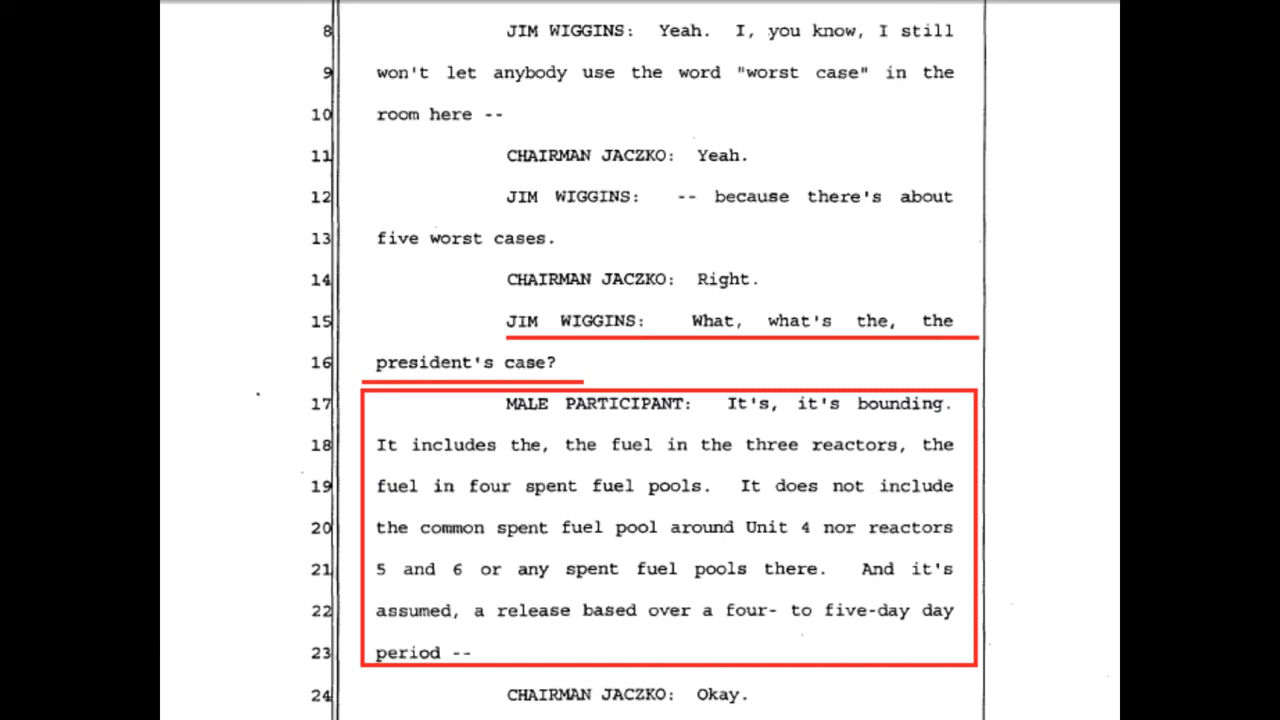 8 JIM WIGGINS: Yeah. I, you know, I still
9 won't let anybody use the word "worst case" in the
10 room here --
11 CHAIRMAN JACZKO: Yeah.
12 JIM WIGGINS: -- because there's about
13 five worst cases.
14 CHAIRMAN JACZKO: Right.
15 JIM WIGGINS: What, what's the, the
16 president's case?
17 MALE PARTICIPANT: It's, it's bounding.
18 It includes the, the fuel in the three reactors, the
19 fuel in four spent fuel pools. It does not include
20 the common spent fuel pool around Unit 4 nor reactors
21 5 and 6 or any spent fuel pools there. And it's
22 assumed, a release based over a four- to five-day day
23 period --
24 CHAIRMAN JACZKO: Okay.